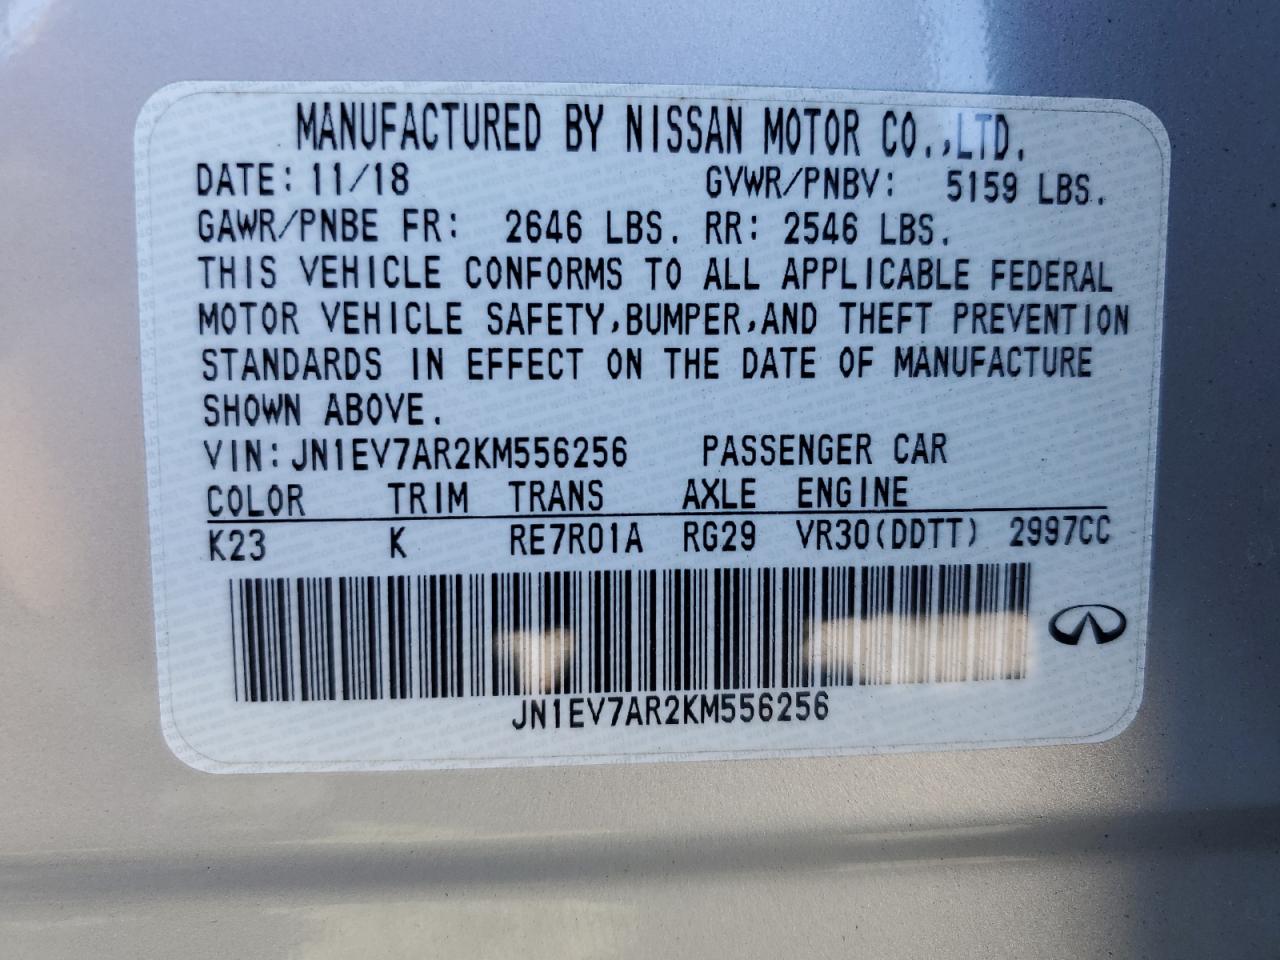 MANUFACTURED BY NISSAN MOTOR CO.,LTD.
DATE: 11/18 GVWR/PNBV: 5159 LBS.
GAWR/PNBE FR: 2646 LBS. RR: 2546 LBS.
THIS VEHICLE CONFORMS TO ALL APPLICABLE FEDERAL
MOTOR VEHICLE SAFETY,BUMPER,AND THEFT PREVENTION
STANDARDS IN EFFECT ON THE DATE OF MANUFACTURE
SHOWN ABOVE.
VIN:JN1EV7AR2KM556256 PASSENGER CAR
COLOR TRIM TRANS AXLE ENGINE
K23 K RE7R01A RG29 VR30(DDTT) 2997CC
JN1EV7AR2KM556256